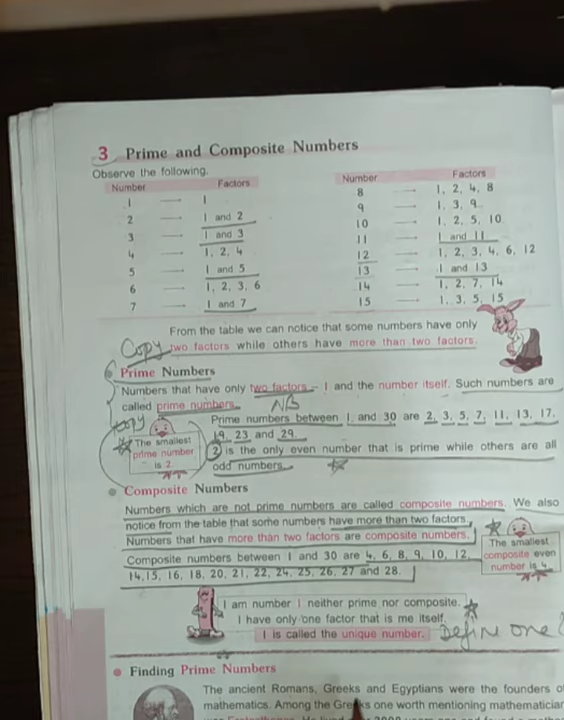 3 Prime and Composite Numbers
Observe the following.
Number Factors Number Factors
1 → 1 8 → 1, 2, 4, 8
2 → 1 and 2 9 → 1, 3, 9
3 → 1 and 3 10 1, 2, 5, 10
4 → 1, 2, 4 11 → 1 and 11
5 → 1 and 5 12 → 1, 2, 3, 4, 6, 12
6 → 1, 2, 3, 6 13 → 1 and 13
7 → 1 and 7 14 → 1, 2, 7, 14
15 → 1, 3, 5, 15
From the table we can notice that some numbers have only
Copy two factors while others have more than two factors.
Prime Numbers
Numbers that have only two factors – 1 and the number itself. Such numbers are
called prime numbers. NB
Prime numbers between 1 and 30 are 2, 3, 5, 7, 11, 13, 17,
19, 23 and 29.
The smallest
prime number
is 2.
2 is the only even number that is prime while others are all
odd numbers.
Composite Numbers
Numbers which are not prime numbers are called composite numbers. We also
notice from the table that some numbers have more than two factors.
Numbers that have more than two factors are composite numbers.
The smallest
composite even
number is 4.
Composite numbers between 1 and 30 are 4, 6, 8, 9, 10, 12,
14,15, 16, 18, 20, 21, 22, 24, 25, 26, 27 and 28.
I am number 1 neither prime nor composite.
I have only one factor that is me itself.
1 is called the unique number. Define one
Finding Prime Numbers
The ancient Romans, Greeks and Egyptians were the founders
mathematics. Among the Greeks one worth mentioning mathematician